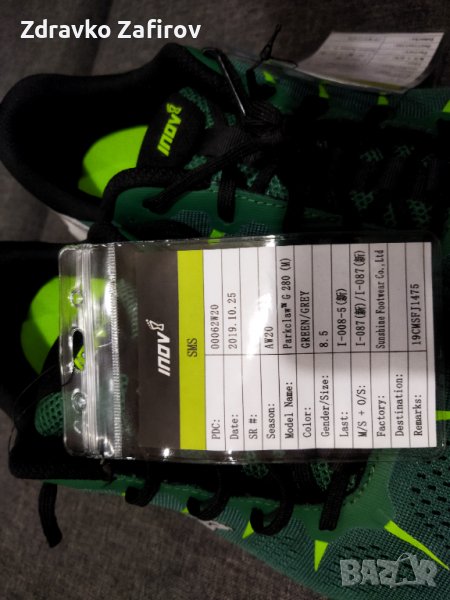 Zdravko Zafirov
INOV8
INOV8
SMS
PDC: 00062W20
Date: 2019.10.25
SR #:
Season: AW20
Model Name: Parkclaw™ G 280 (M)
Color: GREEN/GREY
Gender/Size: 8.5
Last: I-008-5(新)
M/S + O/S: I-087(新)/I-087(新)
Factory: Sunshim Footwear Co.,Ltd
Destination:
Remarks: 19CWSFJ1475
BAZAR